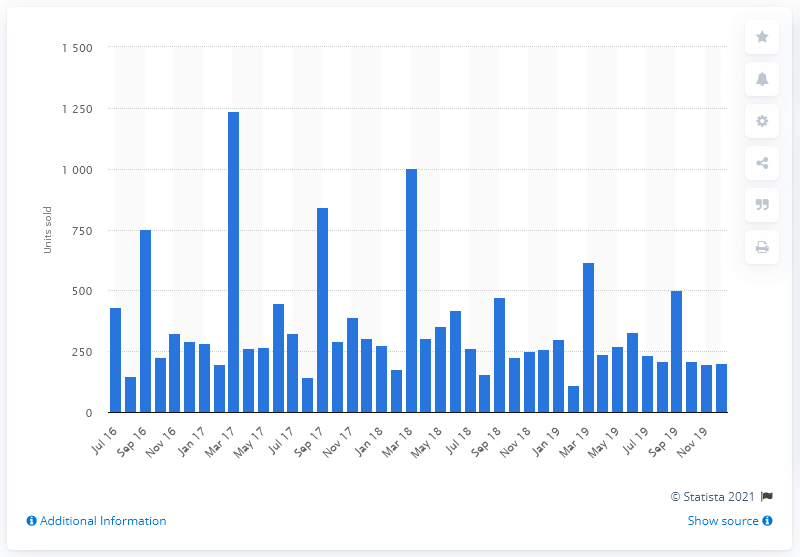 1 500
1 250
1 000
750
500
250
0
Units sold
Jul 16
Sep 16
Nov 16
Jan 17
Mar 17
May 17
Jul 17
Sep 17
Nov 17
Jan 18
Mar 18
May 18
Jul 18
Sep 18
Nov 18
Jan 19
Mar 19
May 19
Jul 19
Sep 19
Nov 19
© Statista 2021
Additional Information
Show source